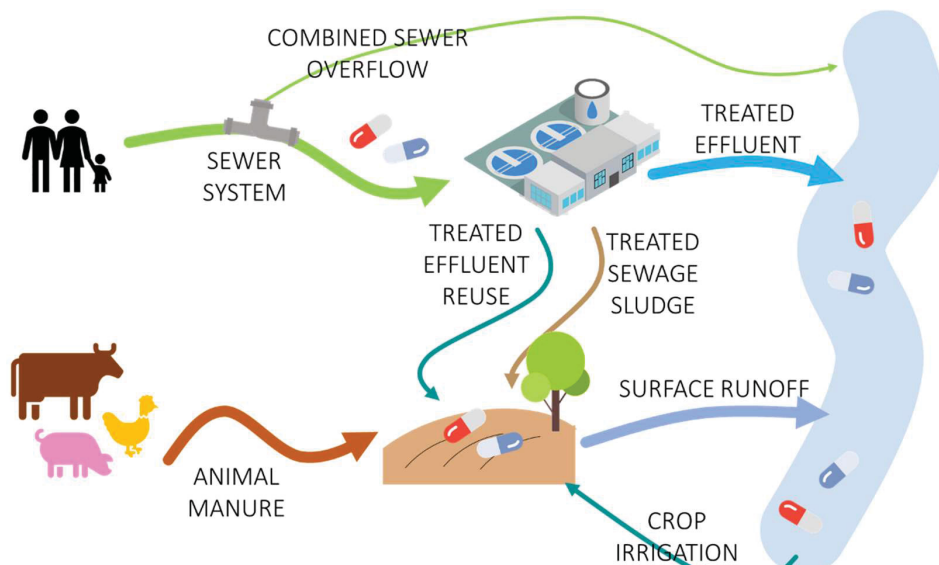 COMBINED SEWER
OVERFLOW
SEWER
SYSTEM
TREATED
EFFLUENT
TREATED
EFFLUENT
REUSE
TREATED
SEWAGE
SLUDGE
SURFACE RUNOFF
ANIMAL
MANURE
CROP
IRRIGATION